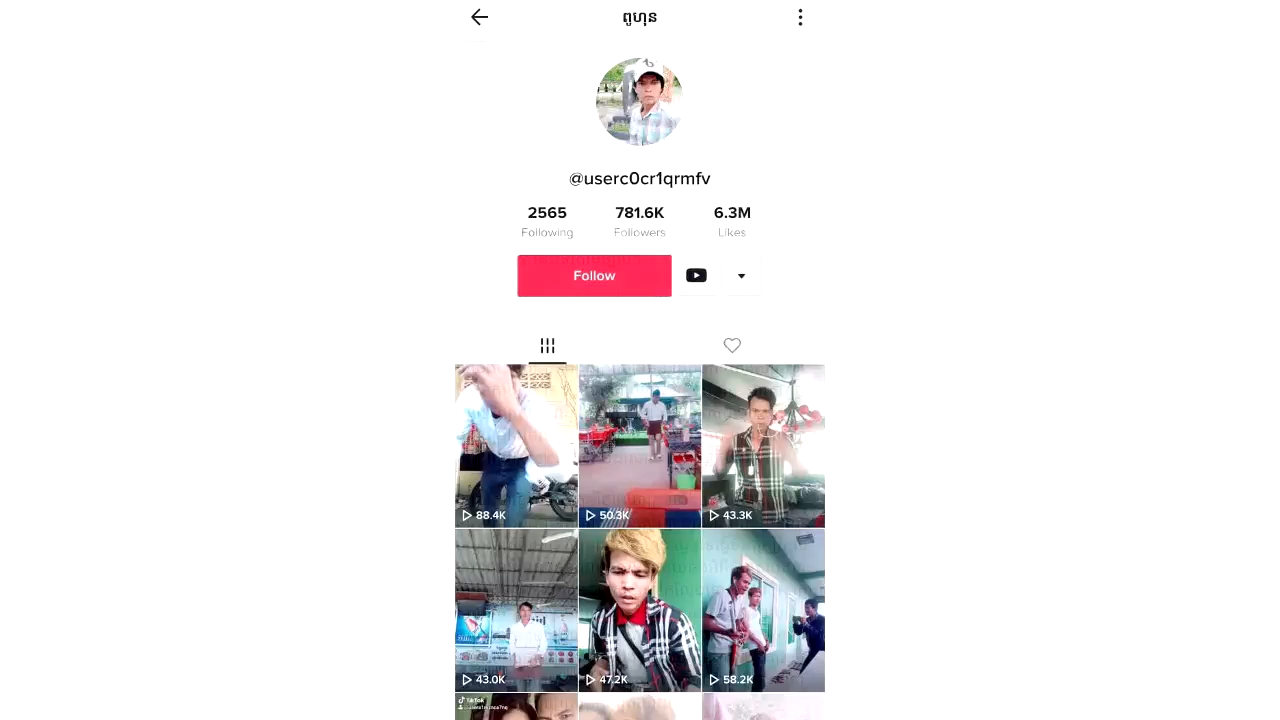 ពូហុន
@userc0cr1qrmfv
2565 781.6K 6.3M
Following Followers Likes
Follow
88.4K 50.3K 43.3K
43.0K 47.2K 58.2K
TikTok